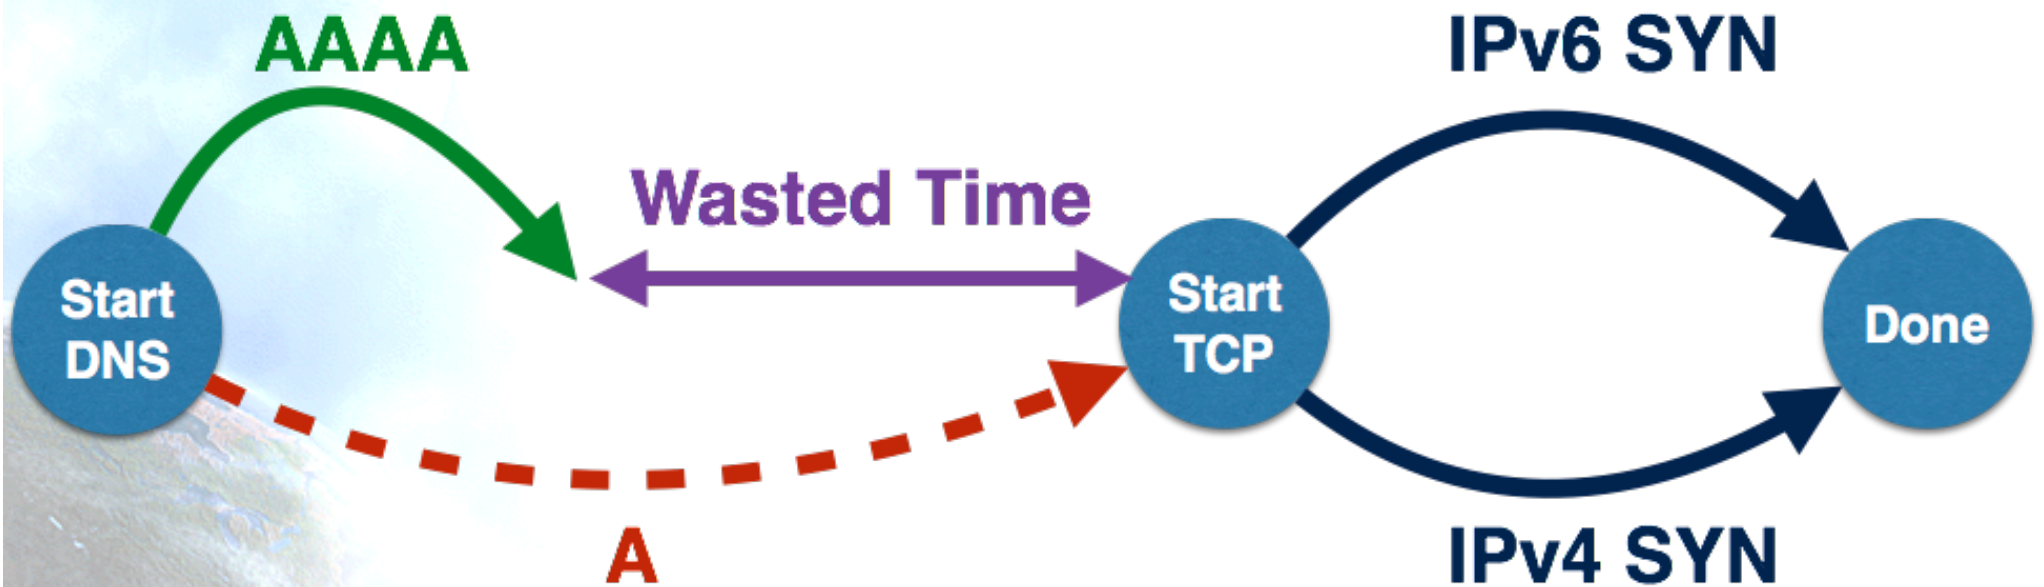 AAAA
IPv6 SYN
Wasted Time
Start
DNS
Start
TCP
Done
A
IPv4 SYN